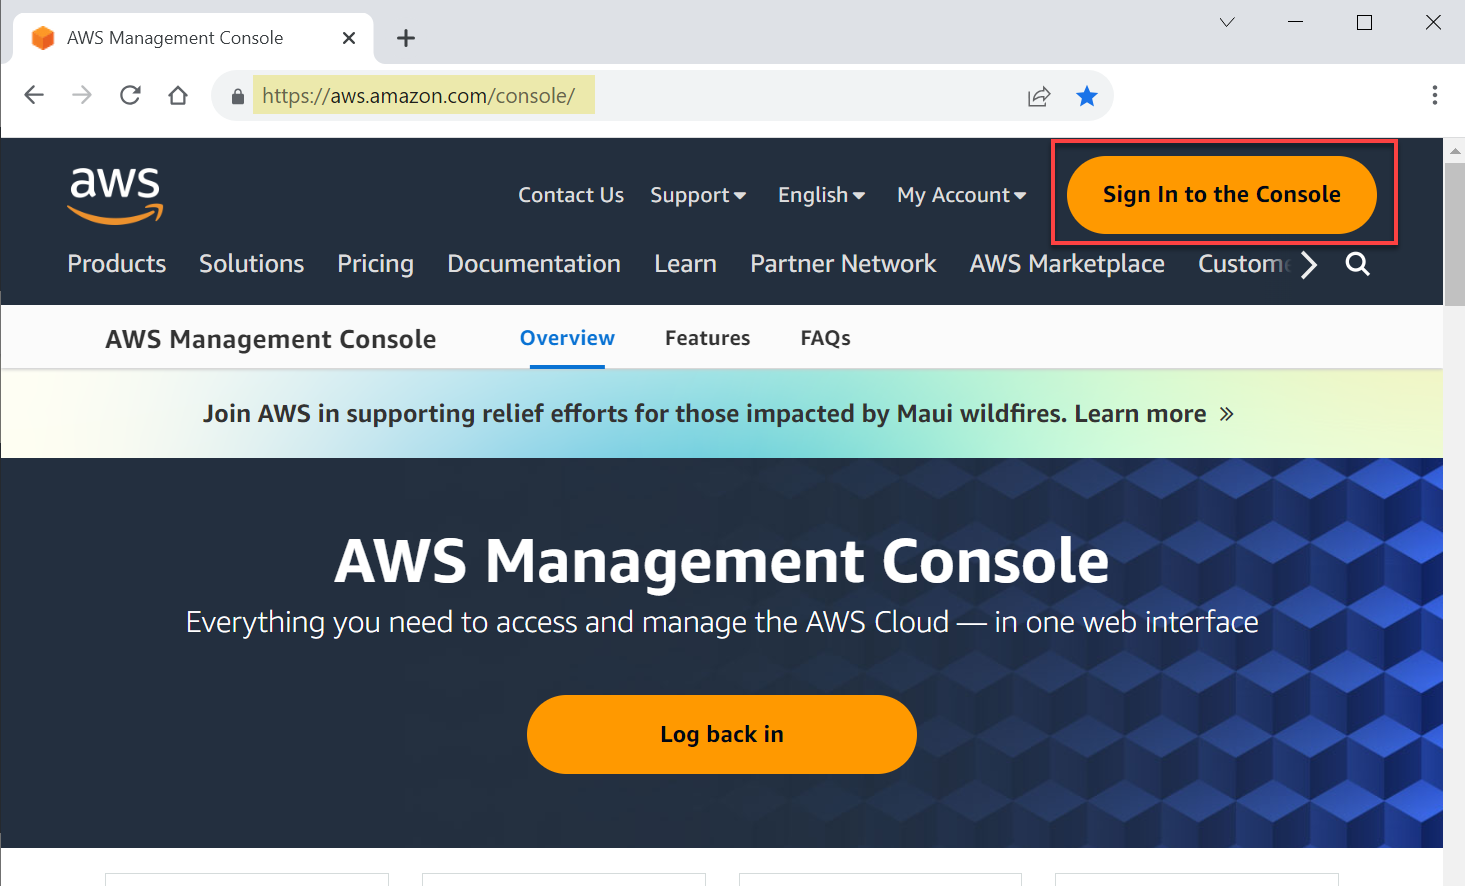 AWS Management Console
https://aws.amazon.com/console/
aws
Contact Us Support English My Account Sign In to the Console
Products Solutions Pricing Documentation Learn Partner Network AWS Marketplace Custome
AWS Management Console Overview Features FAQs
Join AWS in supporting relief efforts for those impacted by Maui wildfires. Learn more »
AWS Management Console
Everything you need to access and manage the AWS Cloud — in one web interface
Log back in